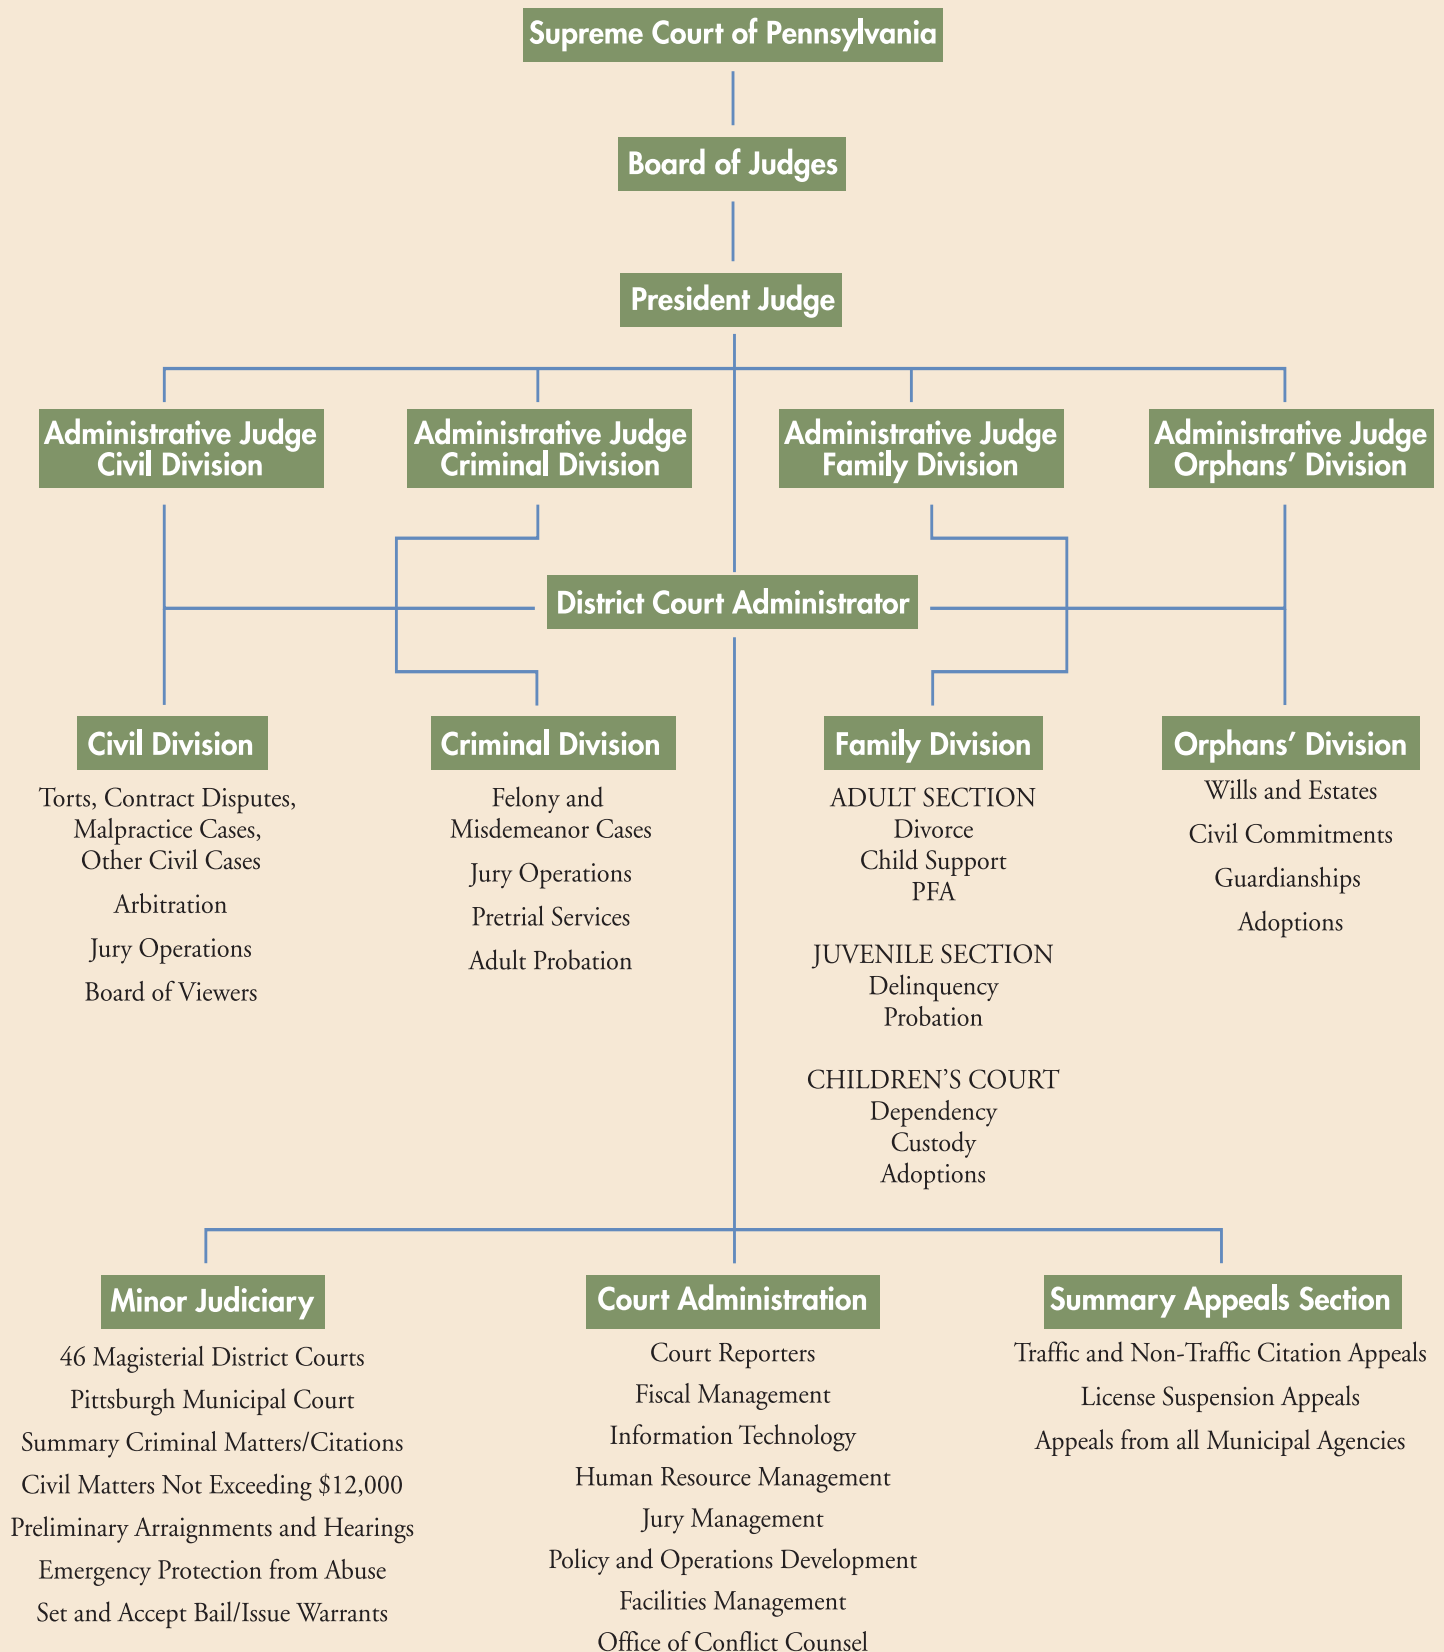 Supreme Court of Pennsylvania
Board of Judges
President Judge
Administrative Judge
Civil Division
Administrative Judge
Criminal Division
Administrative Judge
Family Division
Administrative Judge
Orphans’ Division
District Court Administrator
Civil Division
Torts, Contract Disputes,
Malpractice Cases,
Other Civil Cases
Arbitration
Jury Operations
Board of Viewers
Criminal Division
Felony and
Misdemeanor Cases
Jury Operations
Pretrial Services
Adult Probation
Family Division
ADULT SECTION
Divorce
Child Support
PFA
JUVENILE SECTION
Delinquency
Probation
CHILDREN’S COURT
Dependency
Custody
Adoptions
Orphans’ Division
Wills and Estates
Civil Commitments
Guardianships
Adoptions
Minor Judiciary
46 Magisterial District Courts
Pittsburgh Municipal Court
Summary Criminal Matters/Citations
Civil Matters Not Exceeding $12,000
Preliminary Arraignments and Hearings
Emergency Protection from Abuse
Set and Accept Bail/Issue Warrants
Court Administration
Court Reporters
Fiscal Management
Information Technology
Human Resource Management
Jury Management
Policy and Operations Development
Facilities Management
Office of Conflict Counsel
Summary Appeals Section
Traffic and Non-Traffic Citation Appeals
License Suspension Appeals
Appeals from all Municipal Agencies